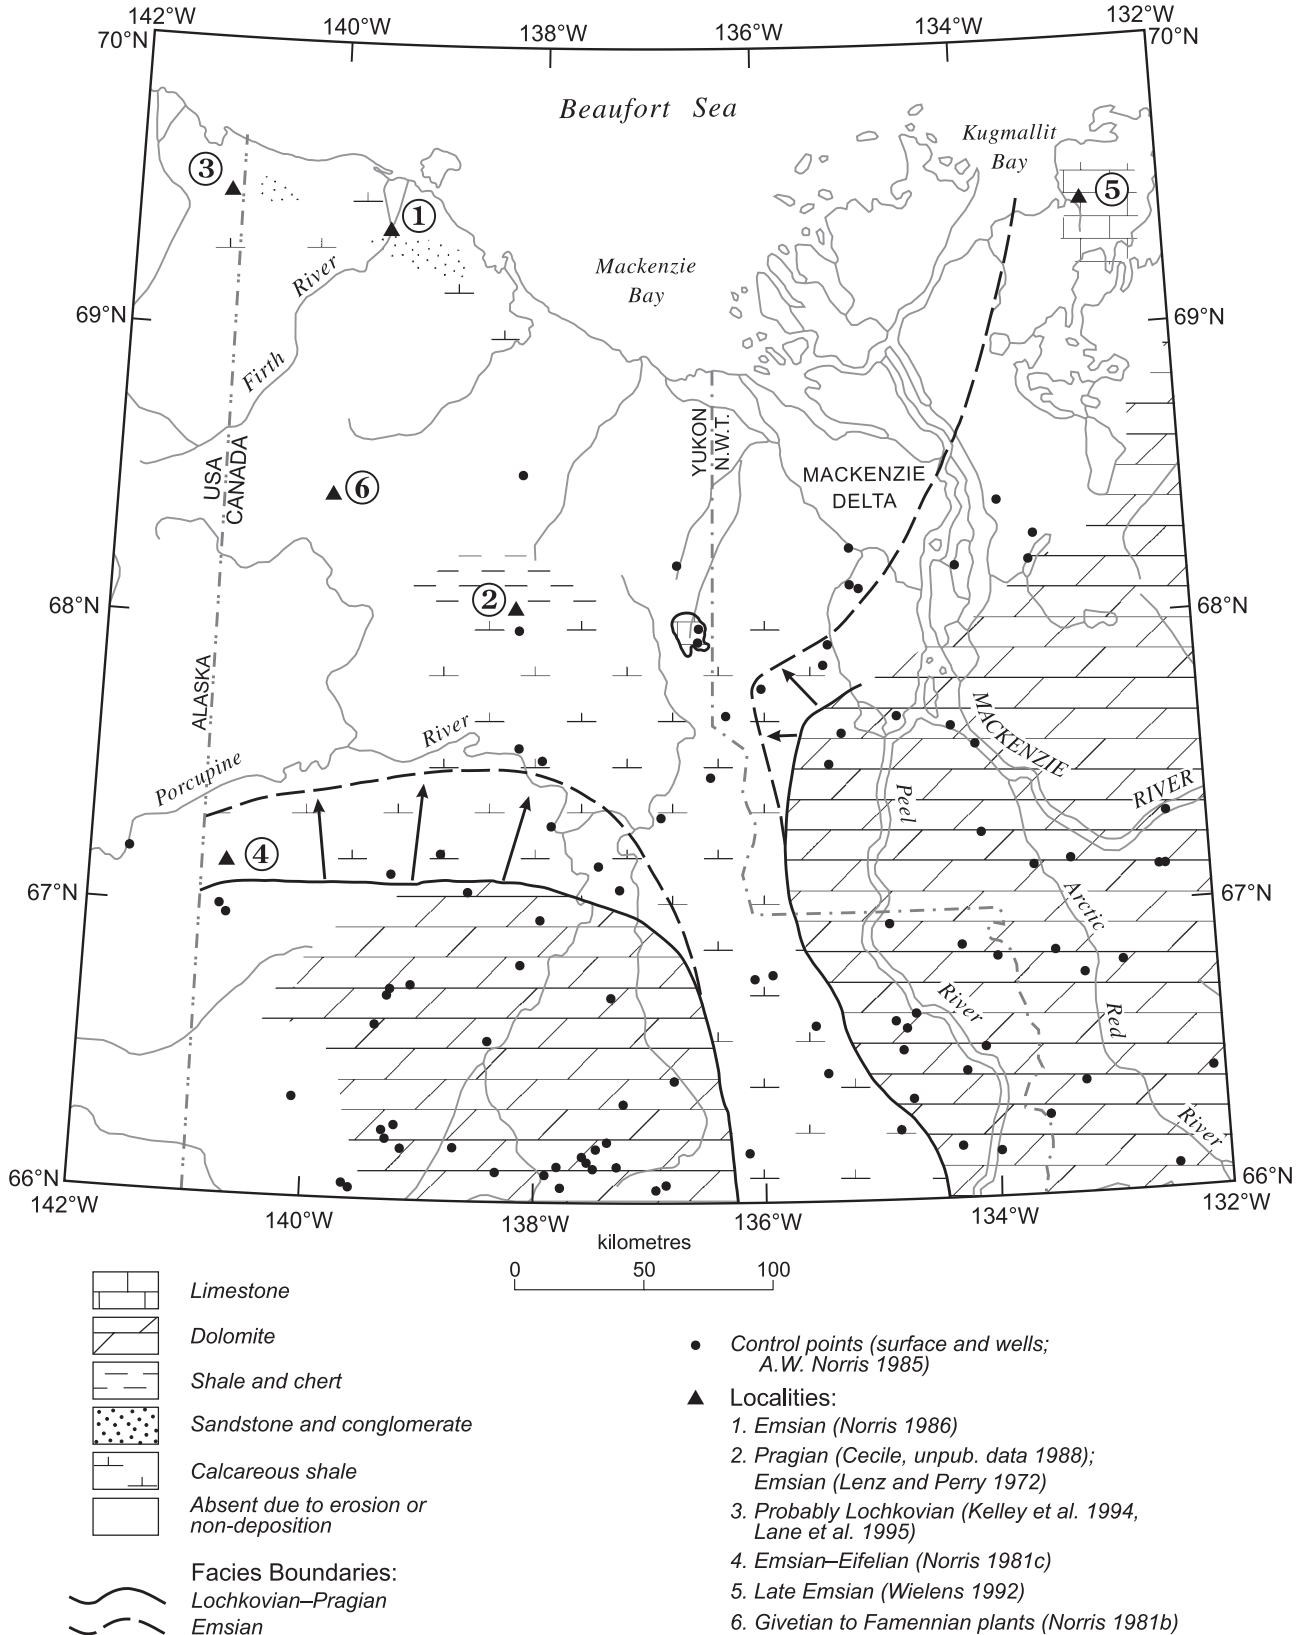 142°W
140°W
138°W
136°W
134°W
132°W
70°N
70°N
Beaufort Sea
Kugmallit
Bay
3
5
1
Mackenzie
Bay
River
69°N
69°N
Firth
YUKON
N.W.T.
USA
CANADA
MACKENZIE
DELTA
6
68°N
2
68°N
ALASKA
River
MACKENZIE
Porcupine
RIVER
Peel
4
67°N
67°N
Arctic
River
Red
River
66°N
66°N
142°W
140°W
138°W
136°W
134°W
132°W
kilometres
0 50 100
Limestone
Dolomite
Shale and chert
Sandstone and conglomerate
Calcareous shale
Absent due to erosion or
non-deposition
Facies Boundaries:
Lochkovian–Pragian
Emsian
Control points (surface and wells;
A.W. Norris 1985)
Localities:
1. Emsian (Norris 1986)
2. Pragian (Cecile, unpub. data 1988);
Emsian (Lenz and Perry 1972)
3. Probably Lochkovian (Kelley et al. 1994,
Lane et al. 1995)
4. Emsian–Eifelian (Norris 1981c)
5. Late Emsian (Wielens 1992)
6. Givetian to Famennian plants (Norris 1981b)